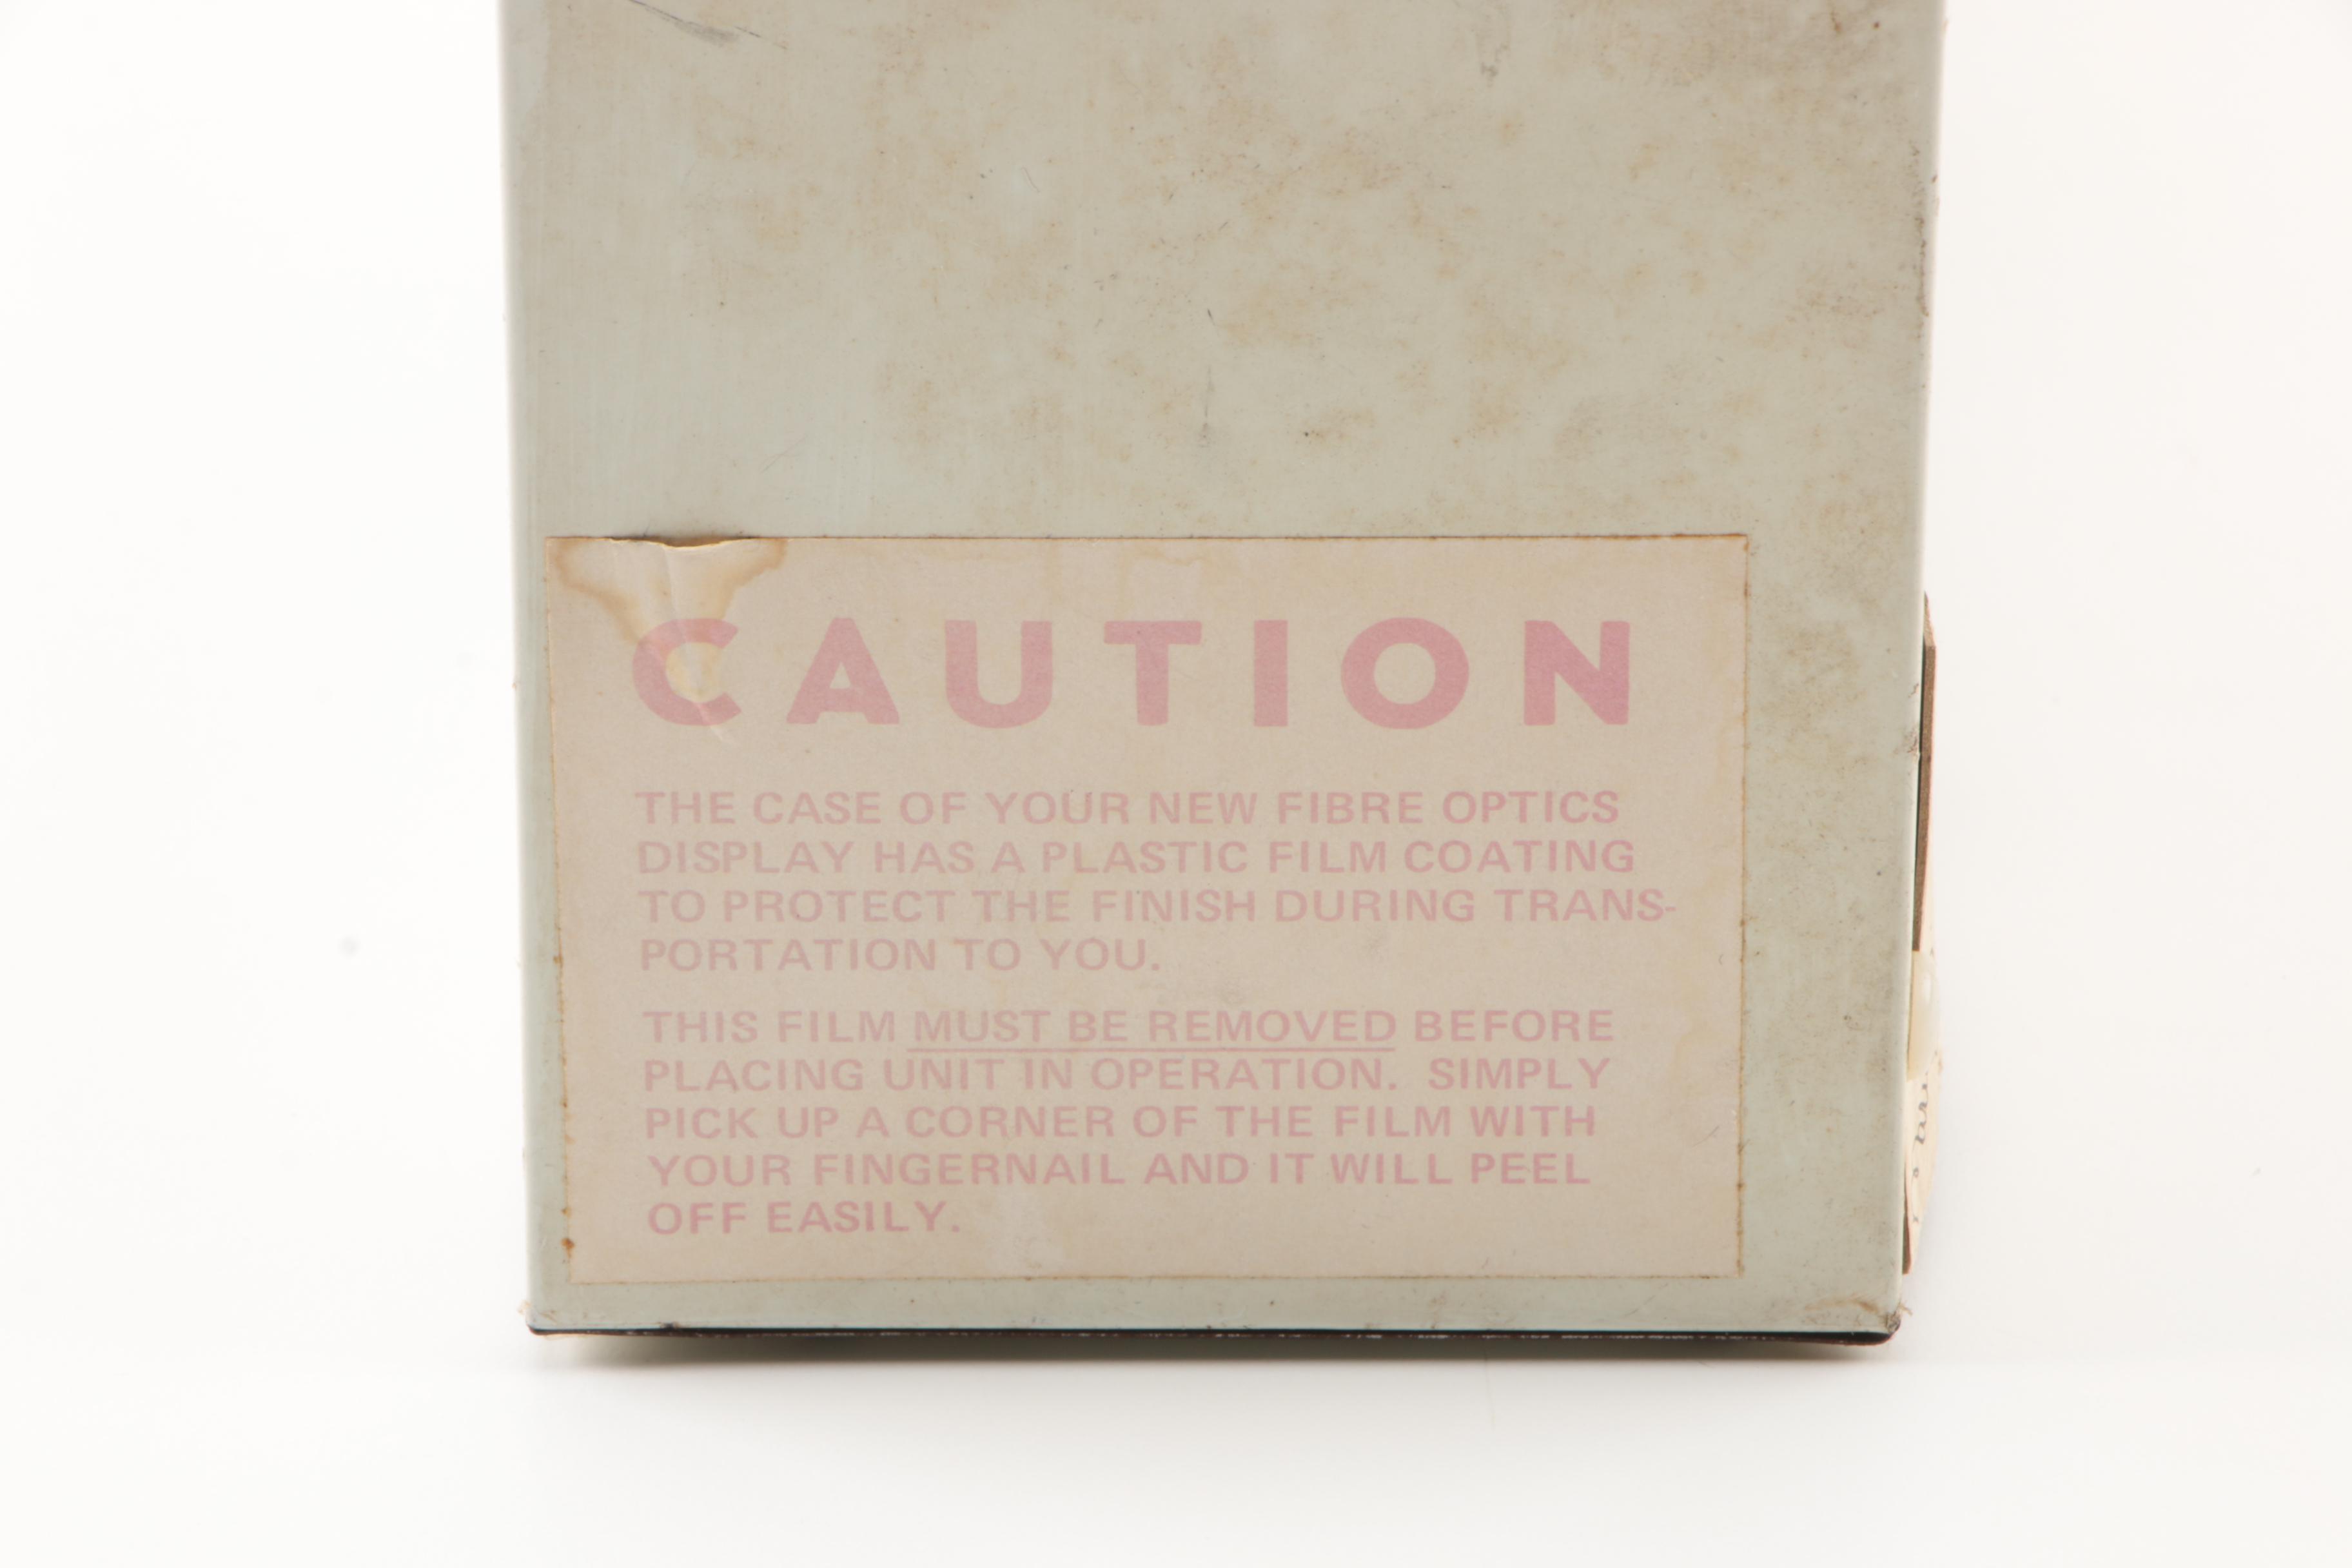 CAUTION
THE CASE OF YOUR NEW FIBRE OPTICS
DISPLAY HAS A PLASTIC FILM COATING
TO PROTECT THE FINISH DURING TRANS-
PORTATION TO YOU.
THIS FILM MUST BE REMOVED BEFORE
PLACING UNIT IN OPERATION. SIMPLY
PICK UP A CORNER OF THE FILM WITH
YOUR FINGERNAIL AND IT WILL PEEL
OFF EASILY.